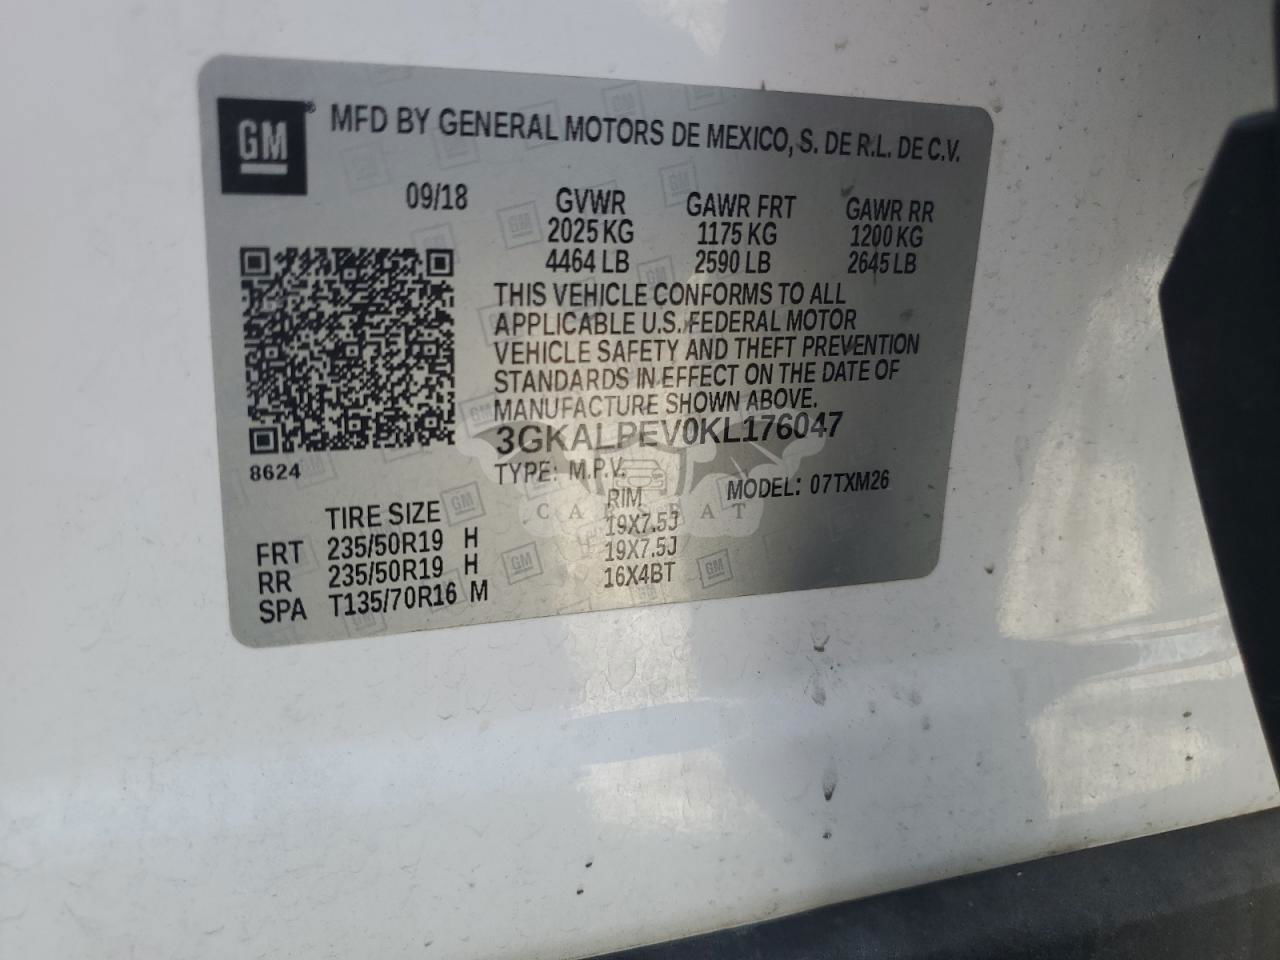 GM
MFD BY GENERAL MOTORS DE MEXICO, S. DE R.L. DE C.V.
09/18 GVWR GAWR FRT GAWR RR
2025 KG 1175 KG 1200 KG
4464 LB 2590 LB 2645 LB
THIS VEHICLE CONFORMS TO ALL
APPLICABLE U.S. FEDERAL MOTOR
VEHICLE SAFETY AND THEFT PREVENTION
STANDARDS IN EFFECT ON THE DATE OF
MANUFACTURE SHOWN ABOVE.
3GKALPEV0KL176047
8624
TYPE: M.P.V. MODEL: 07TXM26
TIRE SIZE RIM
FRT 235/50R19 H 19X7.5J
RR 235/50R19 H 19X7.5J
SPA T135/70R16 M 16X4BT
CARSEAT